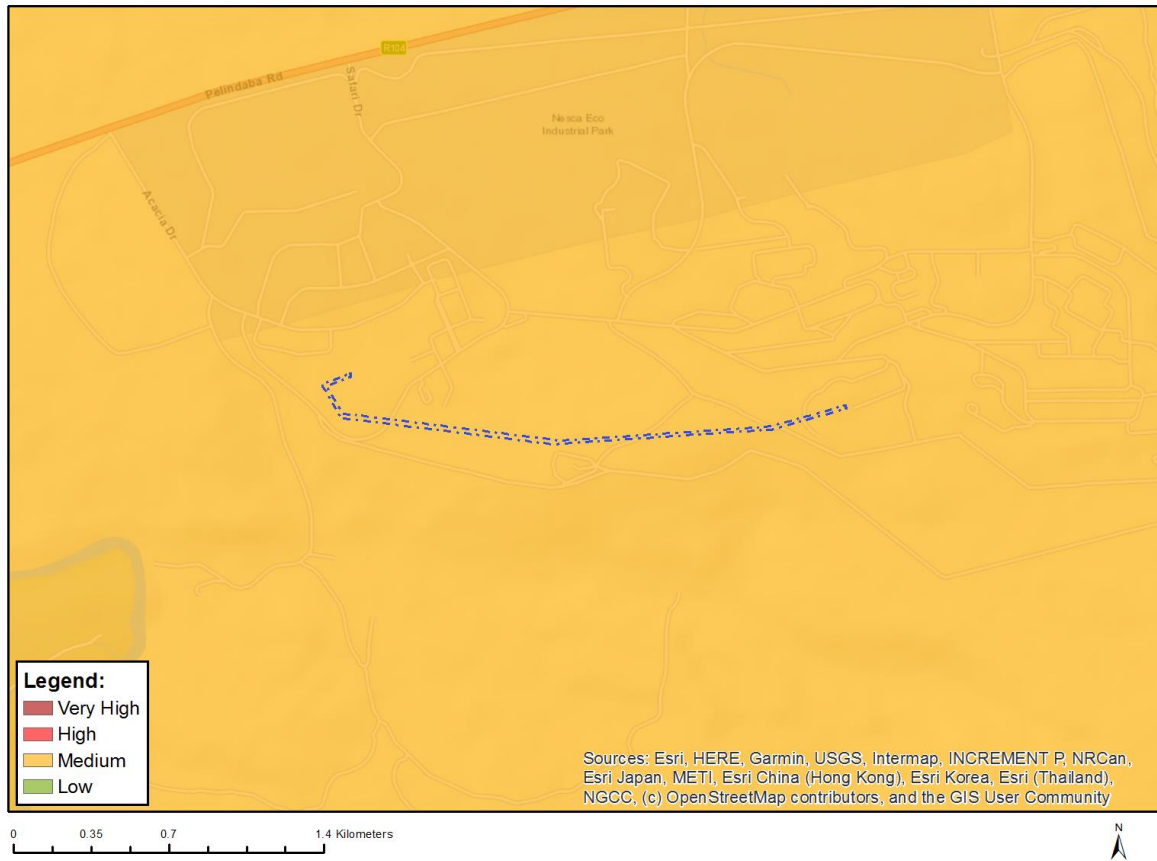 R104
Pelindaba Rd
Safari Dr
Nesca Eco
Industrial Park
Acacia Dr
Legend:
Very High
High
Medium
Low
Sources: Esri, HERE, Garmin, USGS, Intermap, INCREMENT P, NRCan,
Esri Japan, METI, Esri China (Hong Kong), Esri Korea, Esri (Thailand),
NGCC, (c) OpenStreetMap contributors, and the GIS User Community
0 0.35 0.7 1.4 Kilometers
N